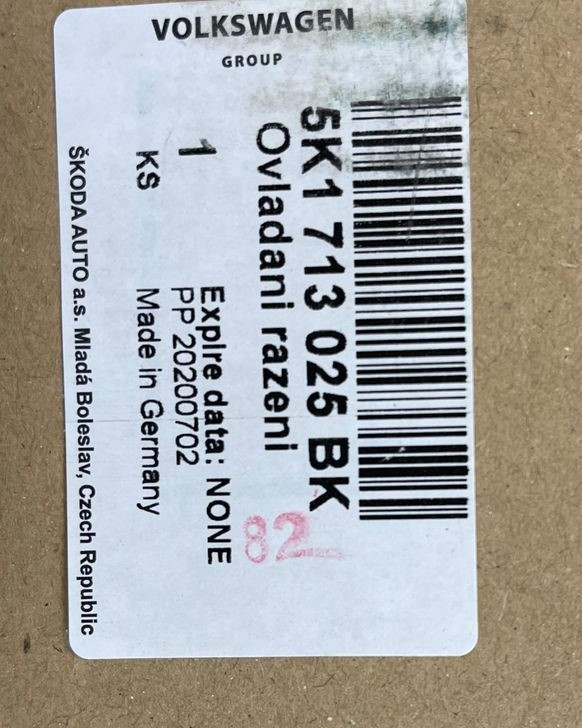 VOLKSWAGEN
GROUP
5K1 713 025 BK
Ovladani razeni
1
KS
Expire data: NONE
PP 20200702
Made in Germany
ŠKODA AUTO a.s. Mladá Boleslav, Czech Republic
82